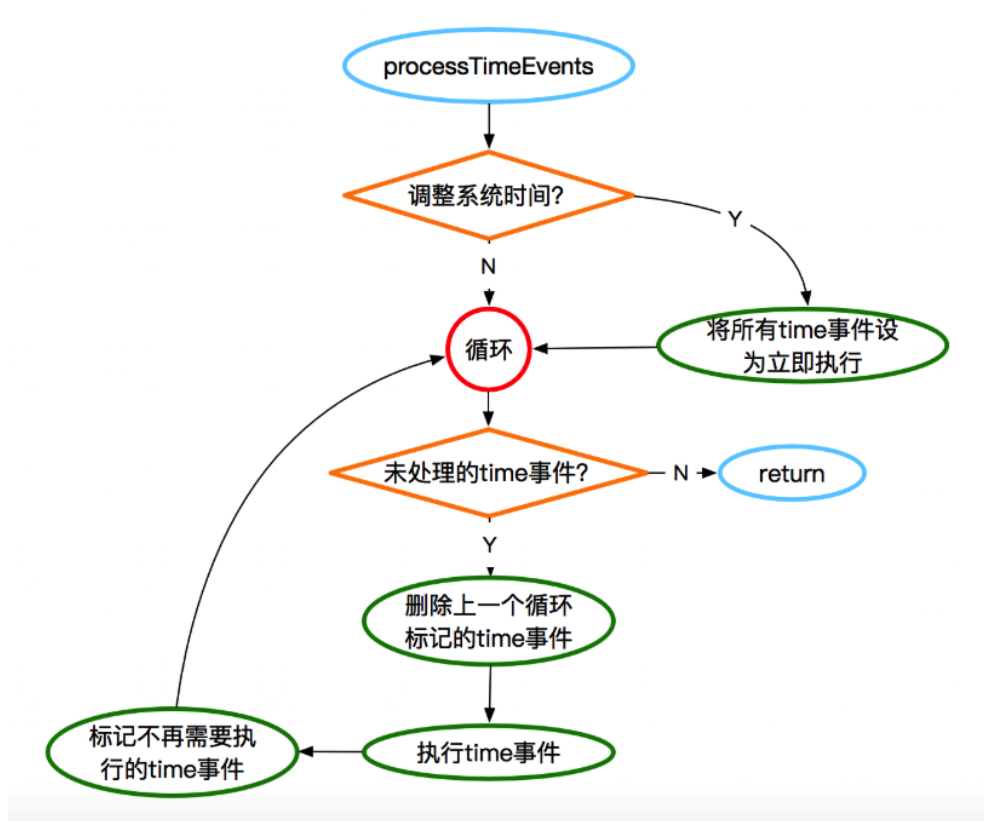 processTimeEvents
调整系统时间?
Y
N
将所有time事件设
为立即执行
循环
未处理的time事件?
N
return
Y
删除上一个循环
标记的time事件
标记不再需要执
行的time事件
执行time事件